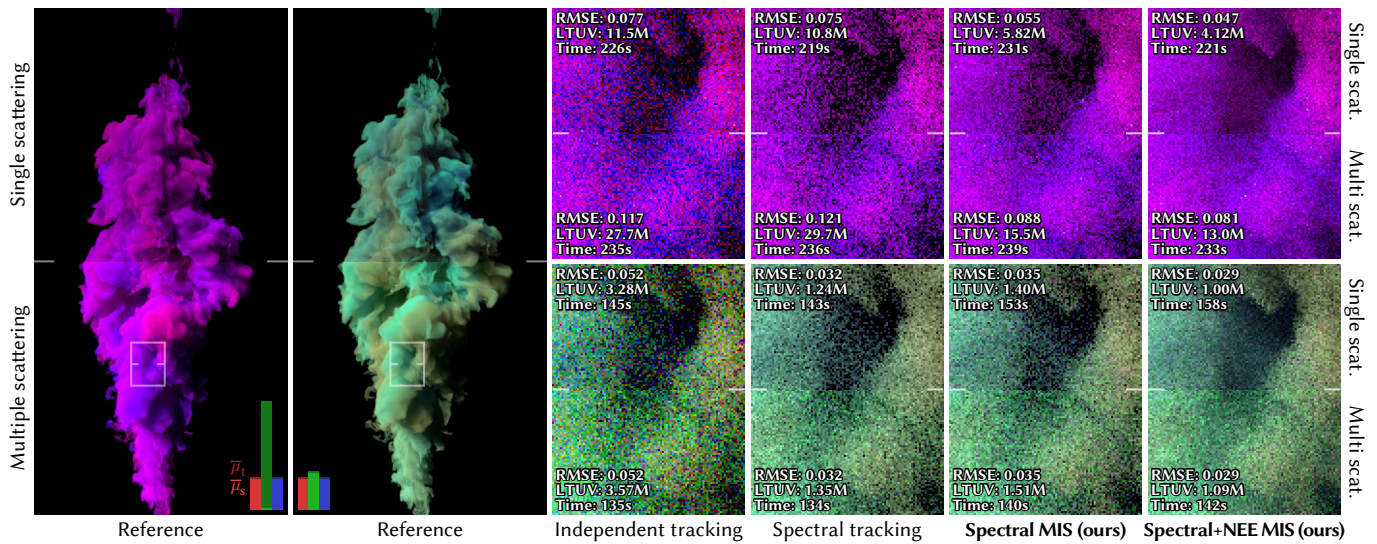 Single scattering
Multiple scattering
μ̅t
μ̅s
Reference
Reference
RMSE: 0.077
LTUV: 11.5M
Time: 226s
RMSE: 0.117
LTUV: 27.7M
Time: 235s
RMSE: 0.075
LTUV: 10.8M
Time: 219s
RMSE: 0.121
LTUV: 29.7M
Time: 236s
RMSE: 0.055
LTUV: 5.82M
Time: 231s
RMSE: 0.088
LTUV: 15.5M
Time: 239s
RMSE: 0.047
LTUV: 4.12M
Time: 221s
RMSE: 0.081
LTUV: 13.0M
Time: 233s
Single scat.
Multi scat.
RMSE: 0.052
LTUV: 3.28M
Time: 145s
RMSE: 0.052
LTUV: 3.57M
Time: 135s
RMSE: 0.032
LTUV: 1.24M
Time: 143s
RMSE: 0.032
LTUV: 1.35M
Time: 134s
RMSE: 0.035
LTUV: 1.40M
Time: 153s
RMSE: 0.035
LTUV: 1.51M
Time: 140s
RMSE: 0.029
LTUV: 1.00M
Time: 158s
RMSE: 0.029
LTUV: 1.09M
Time: 142s
Single scat.
Multi scat.
Independent tracking
Spectral tracking
Spectral MIS (ours)
Spectral+NEE MIS (ours)